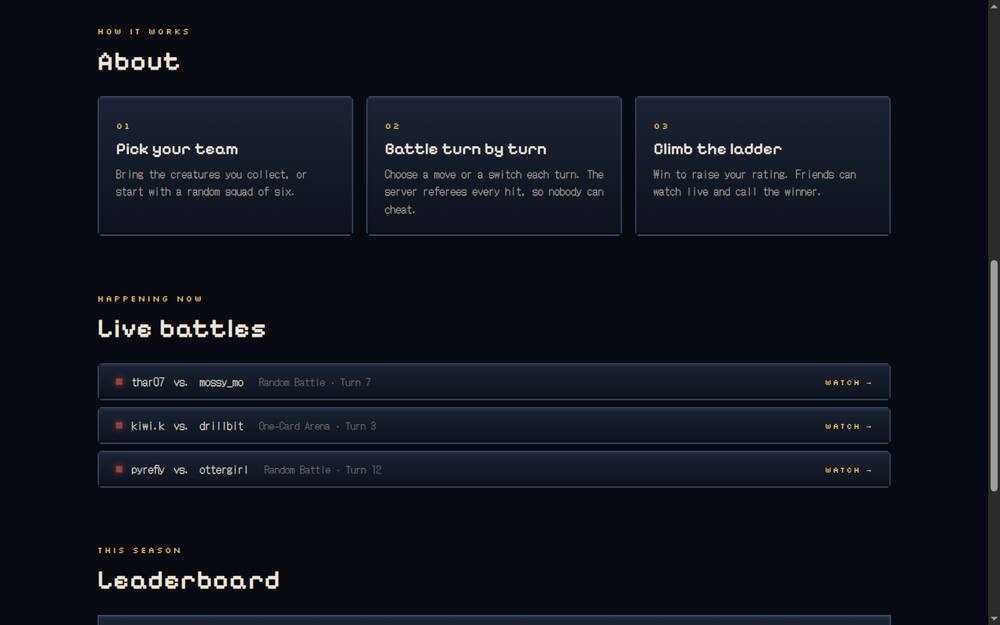 HOW IT WORKS
About
01
Pick your team
Bring the creatures you collect, or
start with a random squad of six.
02
Battle turn by turn
Choose a move or a switch each turn. The
server referees every hit, so nobody can
cheat.
03
Climb the ladder
Win to raise your rating. Friends can
watch live and call the winner.
HAPPENING NOW
Live battles
thar07 vs. mossy_mo Random Battle · Turn 7 WATCH →
kiwi.k vs. drillbit One-Card Arena · Turn 3 WATCH →
pyrefly vs. ottergirl Random Battle · Turn 12 WATCH →
THIS SEASON
Leaderboard